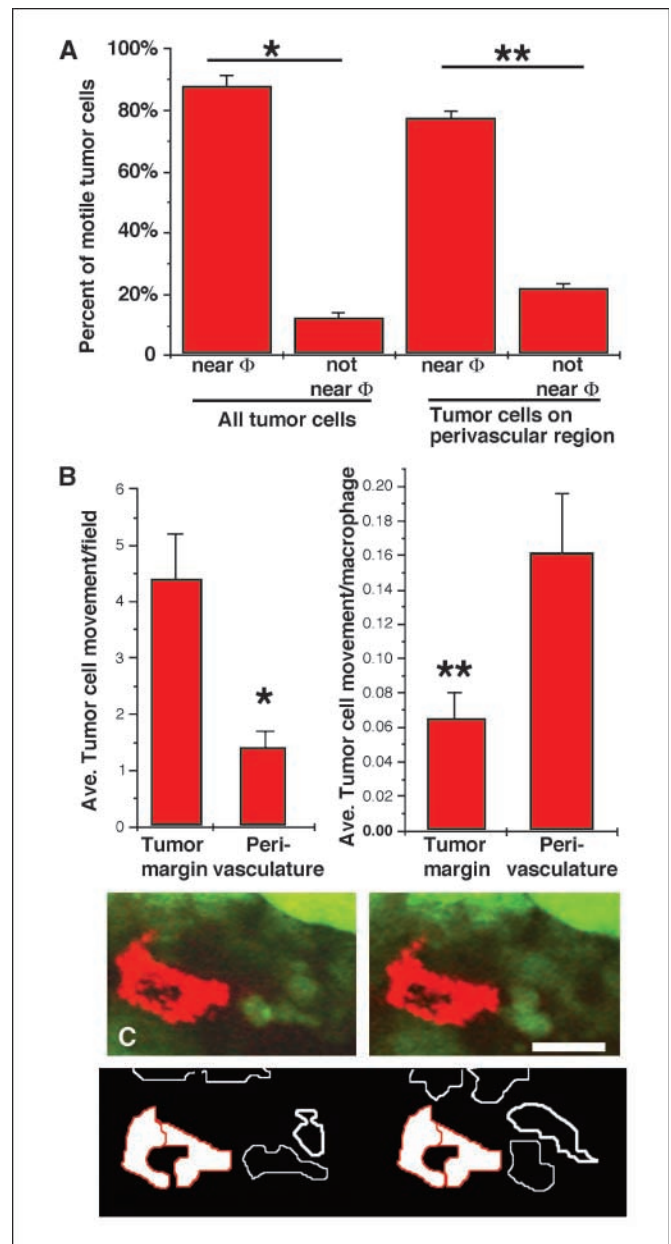 A
100%
80%
60%
40%
20%
0
Percent of motile tumor cells
*
**
near Φ
not near Φ
near Φ
not near Φ
All tumor cells
Tumor cells on
perivascular region
B
6
5
4
3
2
1
0
Ave. Tumor cell movement/field
*
Tumor margin
Peri-vasculature
0.20
0.18
0.16
0.14
0.12
0.10
0.08
0.06
0.04
0.02
0.00
Ave. Tumor cell movement/macrophage
**
Tumor margin
Peri-vasculature
C